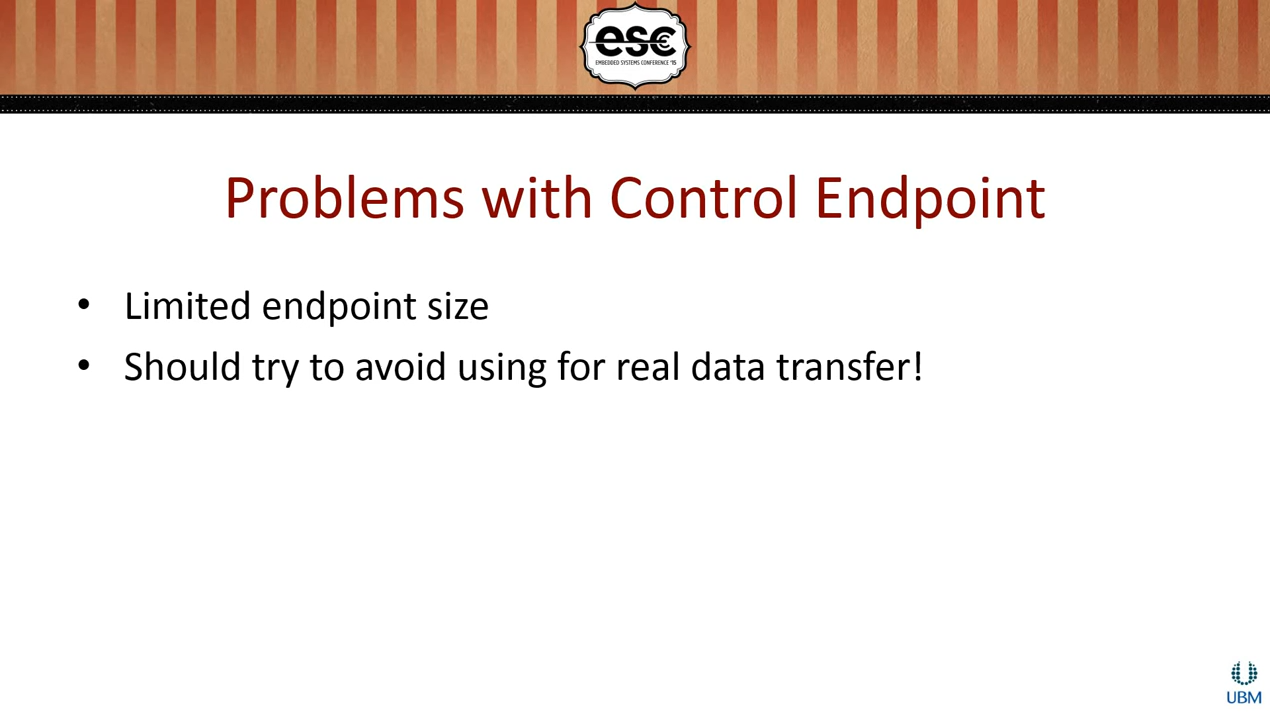 esc
EMBEDDED SYSTEMS CONFERENCE '15
Problems with Control Endpoint
• Limited endpoint size
• Should try to avoid using for real data transfer!
UBM